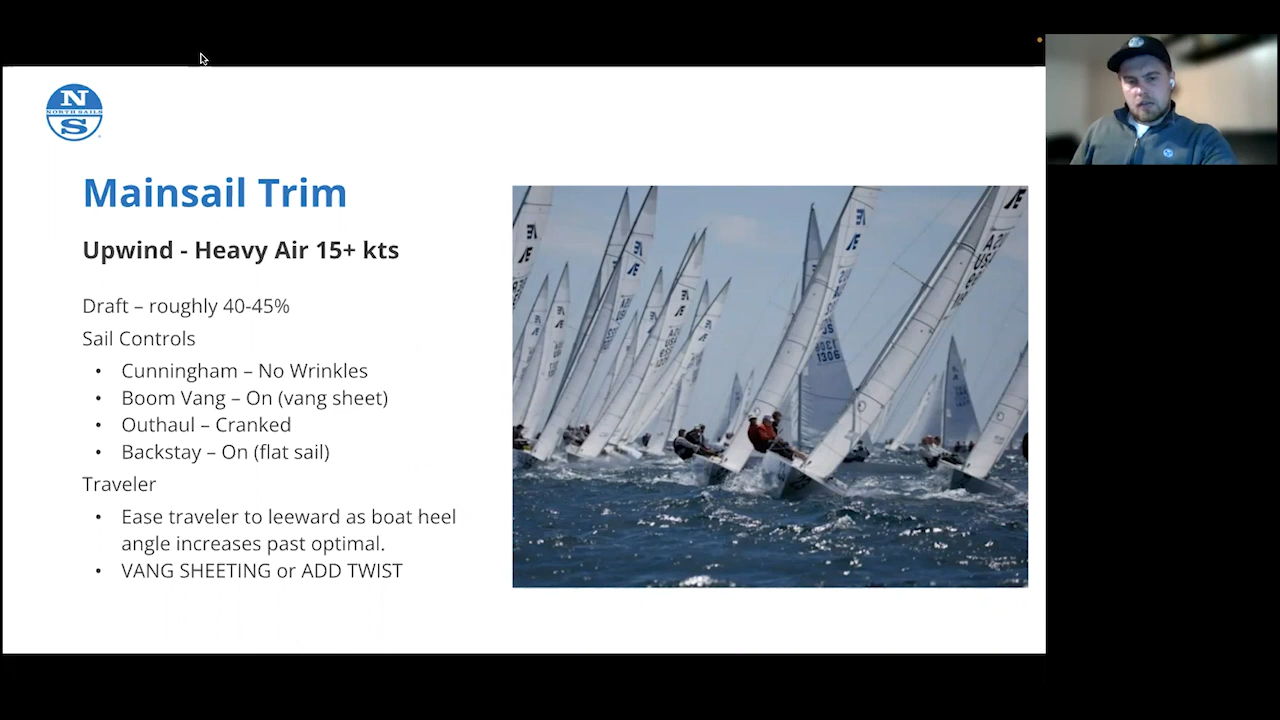 N
NORTH SAILS
S
Mainsail Trim
Upwind - Heavy Air 15+ kts
Draft – roughly 40-45%
Sail Controls
• Cunningham – No Wrinkles
• Boom Vang – On (vang sheet)
• Outhaul – Cranked
• Backstay – On (flat sail)
Traveler
• Ease traveler to leeward as boat heel
angle increases past optimal.
• VANG SHEETING or ADD TWIST
1306